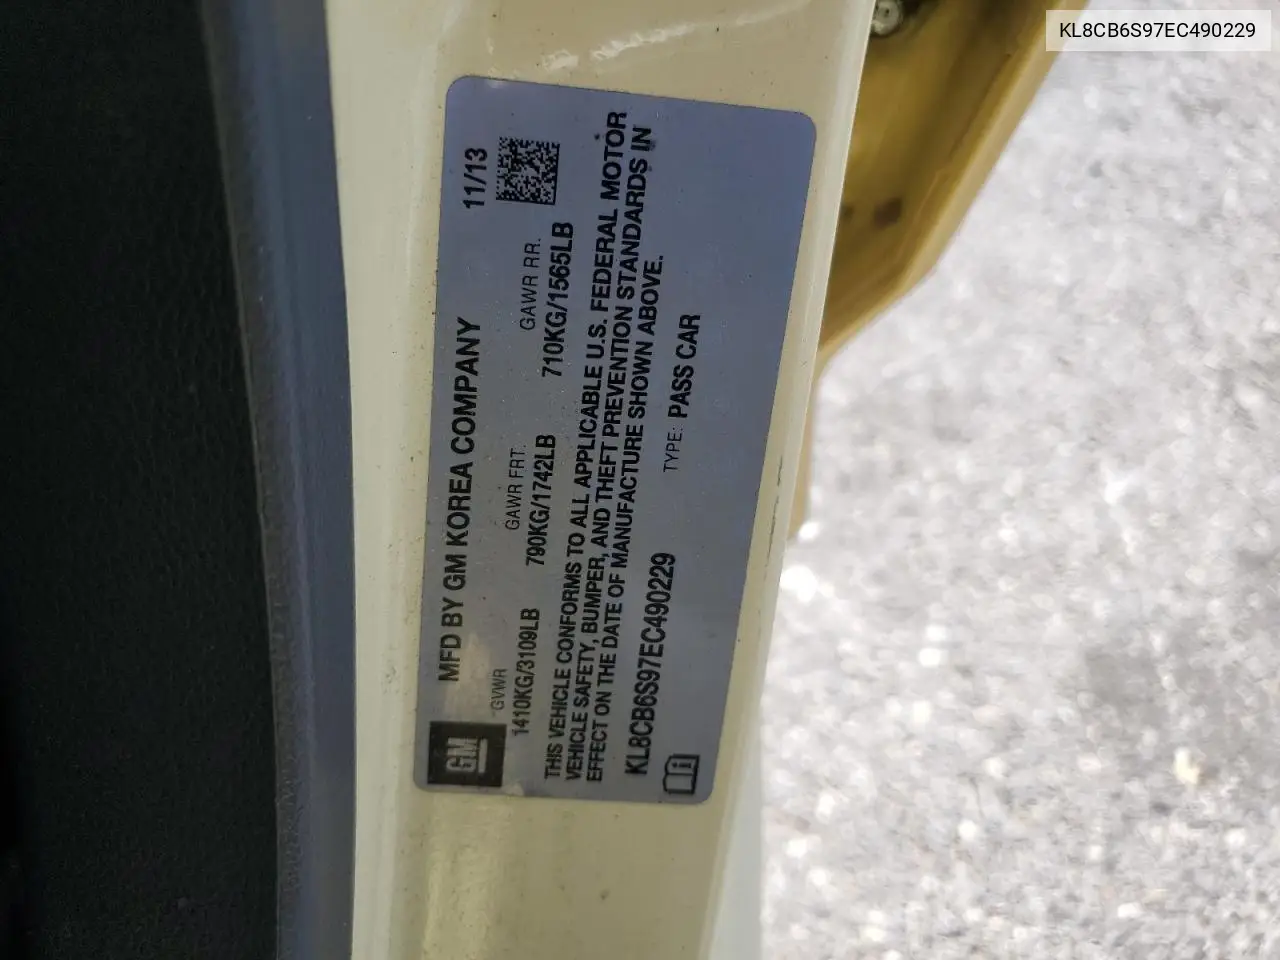 KL8CB6S97EC490229
MFD BY GM KOREA COMPANY 11/13
GM
GVWR GAWR FRT. GAWR RR.
1410KG/3109LB 790KG/1742LB 710KG/1565LB
THIS VEHICLE CONFORMS TO ALL APPLICABLE U.S. FEDERAL MOTOR
VEHICLE SAFETY, BUMPER, AND THEFT PREVENTION STANDARDS IN
EFFECT ON THE DATE OF MANUFACTURE SHOWN ABOVE.
KL8CB6S97EC490229 TYPE: PASS CAR